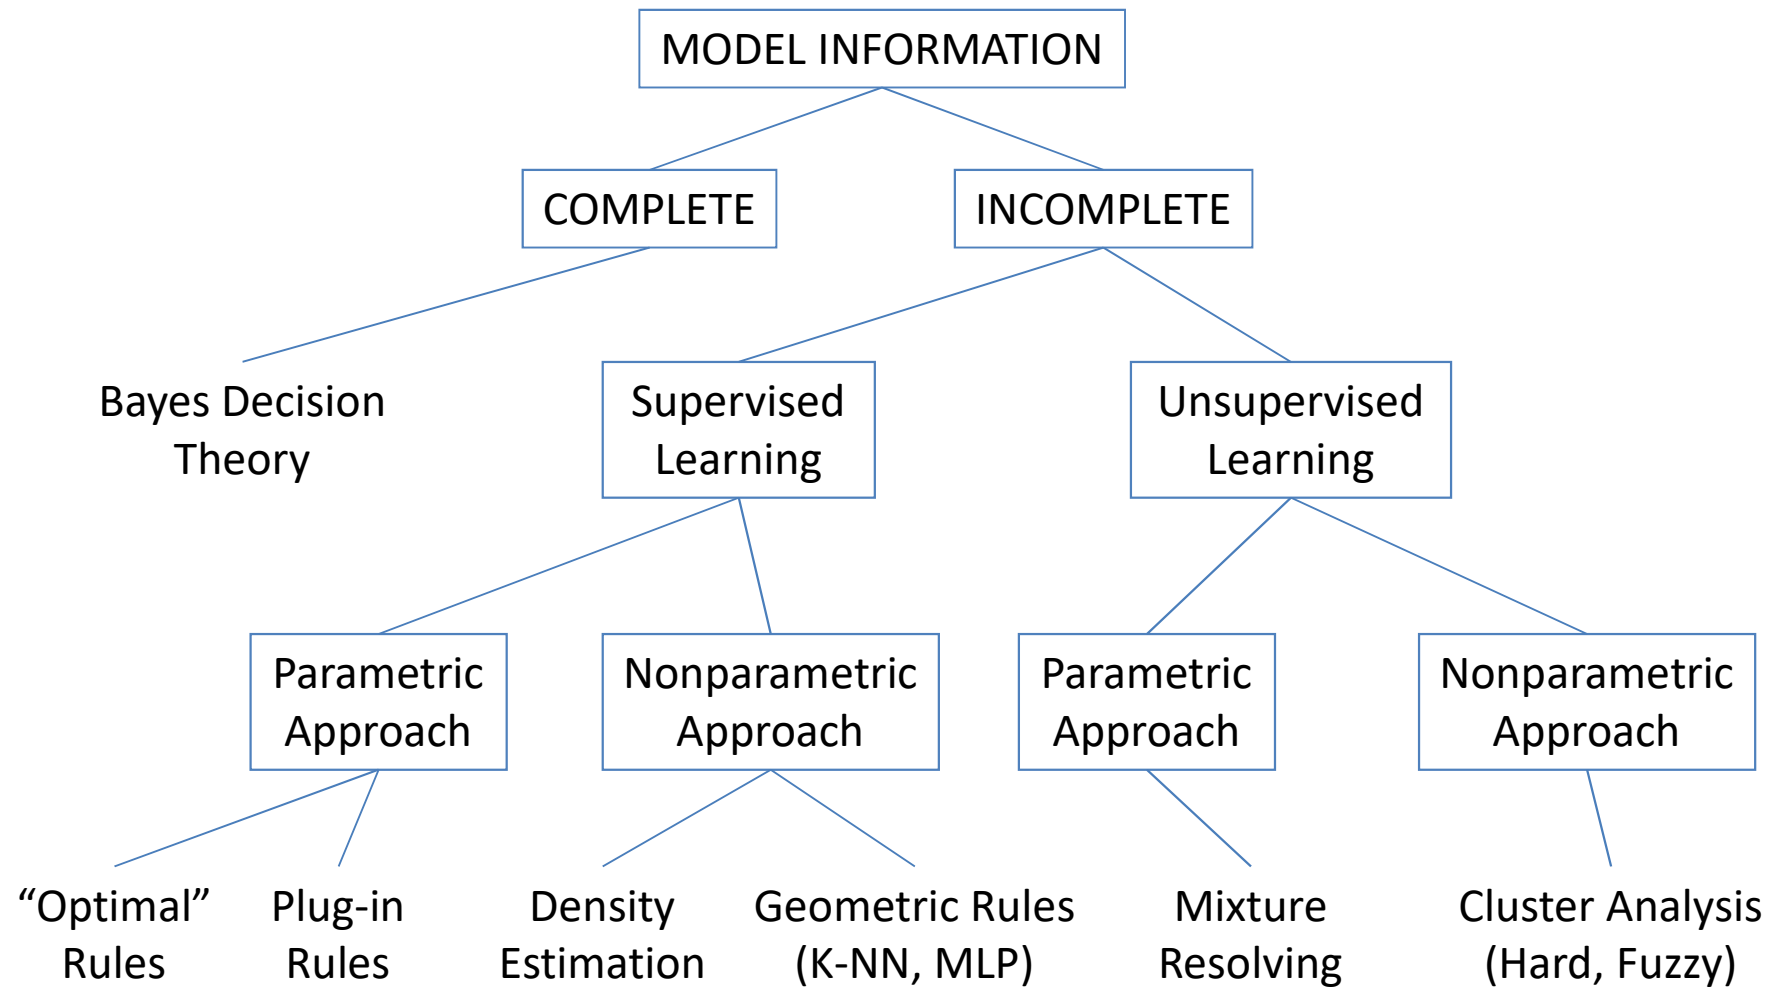 MODEL INFORMATION
COMPLETE
INCOMPLETE
Bayes Decision
Theory
Supervised
Learning
Unsupervised
Learning
Parametric
Approach
Nonparametric
Approach
Parametric
Approach
Nonparametric
Approach
“Optimal”
Rules
Plug-in
Rules
Density
Estimation
Geometric Rules
(K-NN, MLP)
Mixture
Resolving
Cluster Analysis
(Hard, Fuzzy)